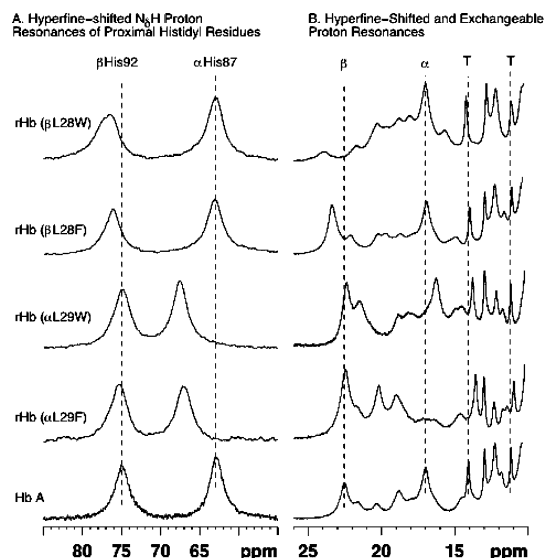 A. Hyperfine-shifted NδH Proton
Resonances of Proximal Histidyl Residues
B. Hyperfine-Shifted and Exchangeable
Proton Resonances
βHis92
αHis87
β
α
T
T
rHb (βL28W)
rHb (βL28F)
rHb (αL29W)
rHb (αL29F)
Hb A
80
75
70
65
ppm
25
20
15
ppm